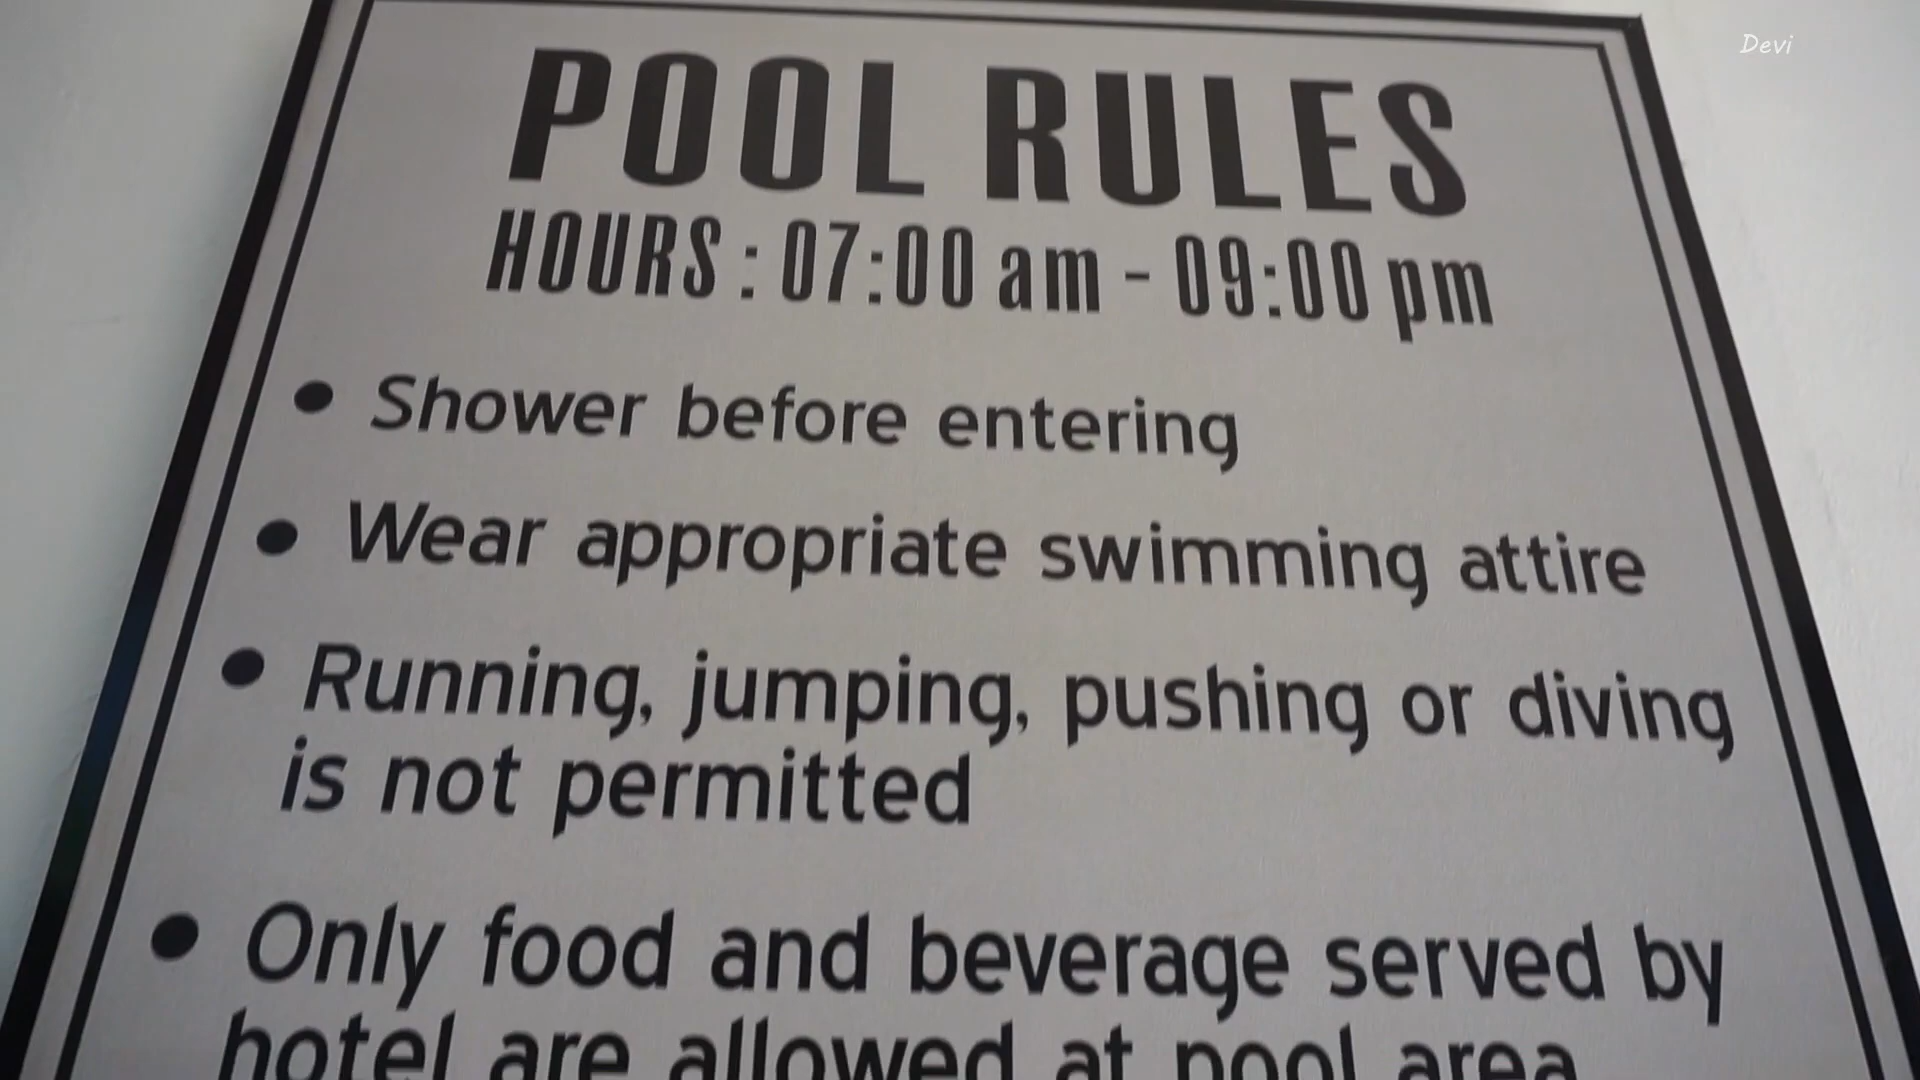 Devi
POOL RULES
HOURS : 07:00 am - 09:00 pm
• Shower before entering
• Wear appropriate swimming attire
• Running, jumping, pushing or diving
is not permitted
• Only food and beverage served by
hotel are allowed at pool area